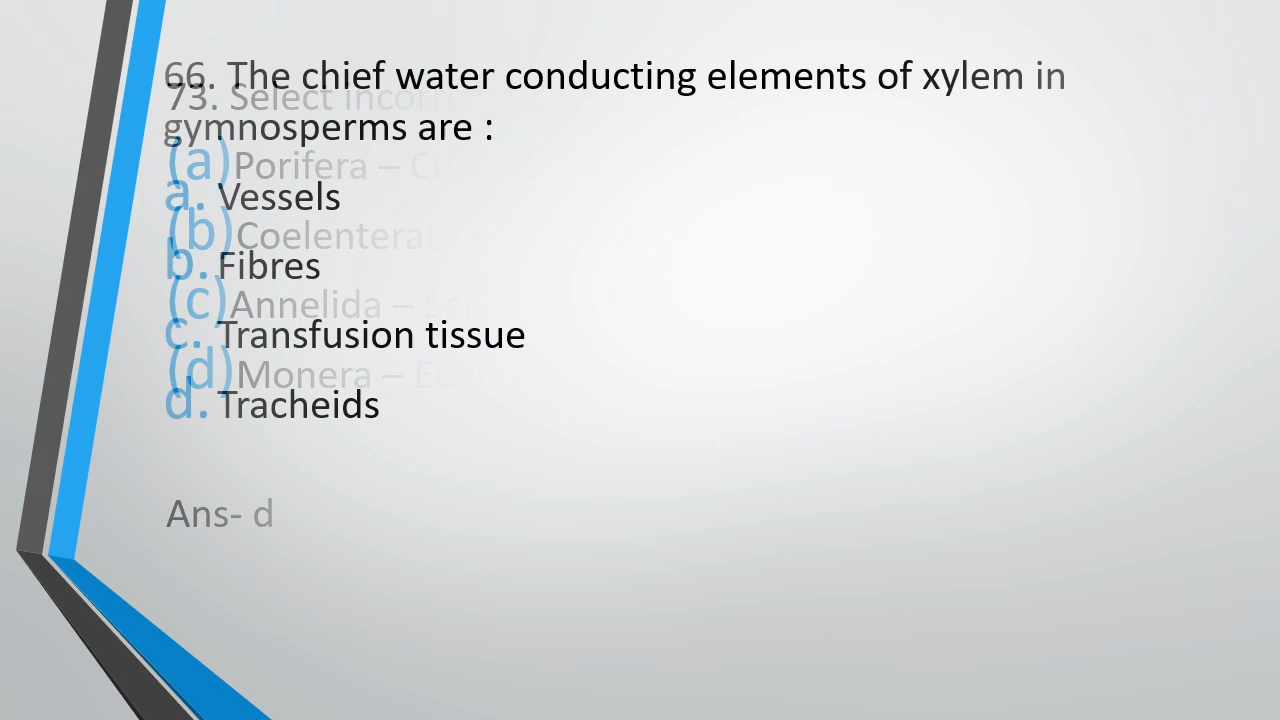 66. The chief water conducting elements of xylem in
73. Select
gymnosperms are :
(a) Porifera –
a. Vessels
(b)
b. Fibres
(c) Annelida –
c. Transfusion tissue
(d) Monera –
d. Tracheids
Ans- d